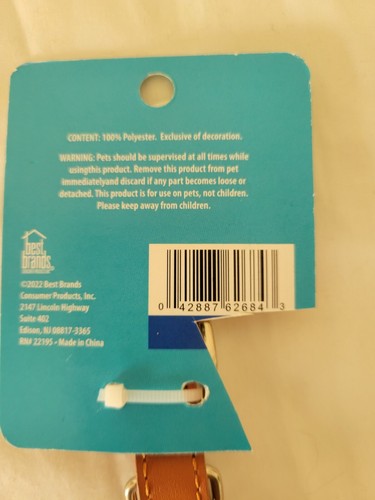 CONTENT: 100% Polyester. Exclusive of decoration.
WARNING: Pets should be supervised at all times while
usingthis product. Remove this product from pet
immediatelyand discard if any part becomes loose or
detached. This product is for use on pets, not children.
Please keep away from children.
best
brands
©2022 Best Brands
Consumer Products, Inc.
2147 Lincoln Highway
Suite 402
Edison, NJ 08817-3365
RN# 22195 • Made in China
0 42887 62684 3